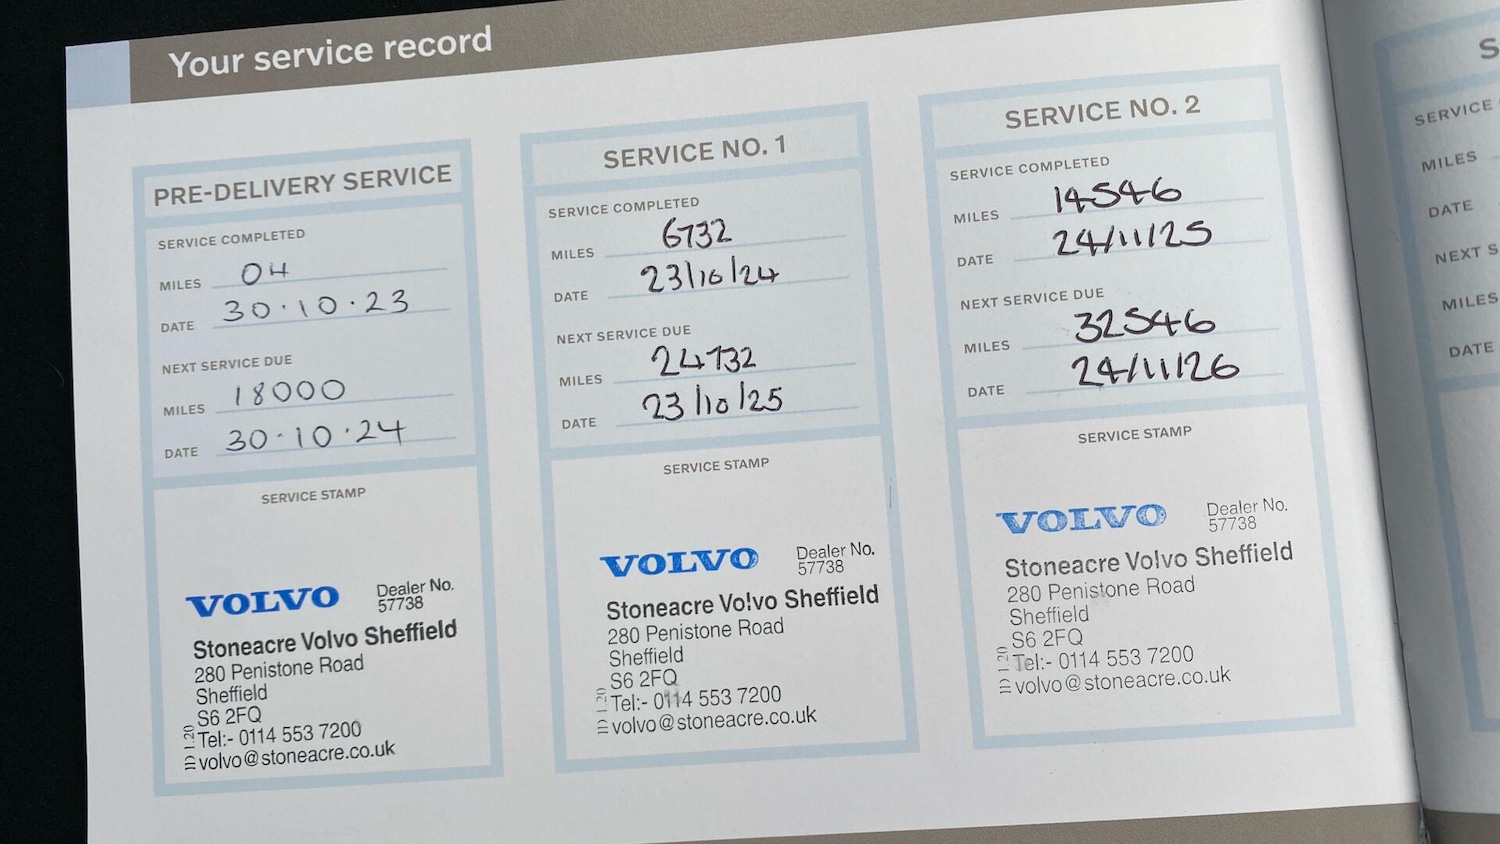 Your service record
PRE-DELIVERY SERVICE
SERVICE COMPLETED
MILES 04
DATE 30·10·23
NEXT SERVICE DUE
MILES 18000
DATE 30·10·24
SERVICE STAMP
VOLVO Dealer No.
57738
Stoneacre Volvo Sheffield
280 Penistone Road
Sheffield
S6 2FQ
Tel:- 0114 553 7200
volvo@stoneacre.co.uk
SERVICE NO. 1
SERVICE COMPLETED
MILES 6732
DATE 23/10/24
NEXT SERVICE DUE
MILES 24732
DATE 23/10/25
SERVICE STAMP
VOLVO Dealer No.
57738
Stoneacre Volvo Sheffield
280 Penistone Road
Sheffield
S6 2FQ
Tel:- 0114 553 7200
volvo@stoneacre.co.uk
SERVICE NO. 2
SERVICE COMPLETED
MILES 14546
DATE 24/11/25
NEXT SERVICE DUE
MILES 32546
DATE 24/11/26
SERVICE STAMP
VOLVO Dealer No.
57738
Stoneacre Volvo Sheffield
280 Penistone Road
Sheffield
S6 2FQ
Tel:- 0114 553 7200
volvo@stoneacre.co.uk
S
SERVICE
MILES
DATE
NEXT S
MILES
DATE